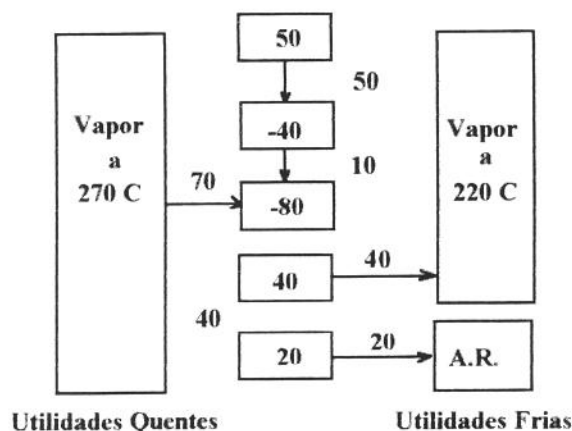 50
50
Vapor
a
270 C
-40
Vapor
a
220 C
70
10
-80
40
40
40
20
20
A.R.
Utilidades Quentes
Utilidades Frias